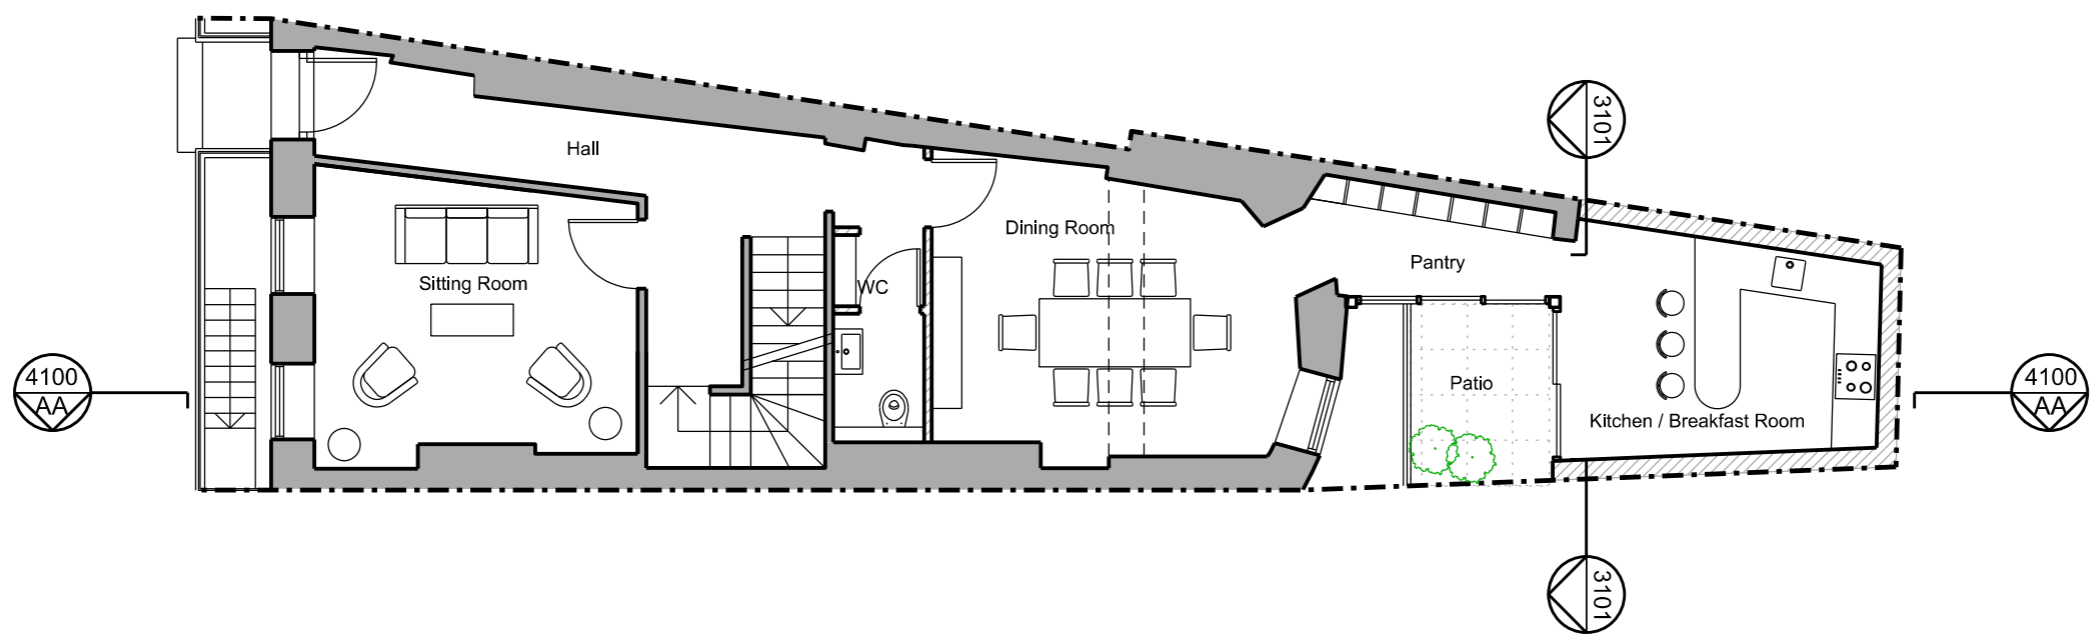 3101
Hall
Dining Room
Pantry
Sitting Room
WC
4100
AA
Patio
4100
AA
Kitchen / Breakfast Room
3101